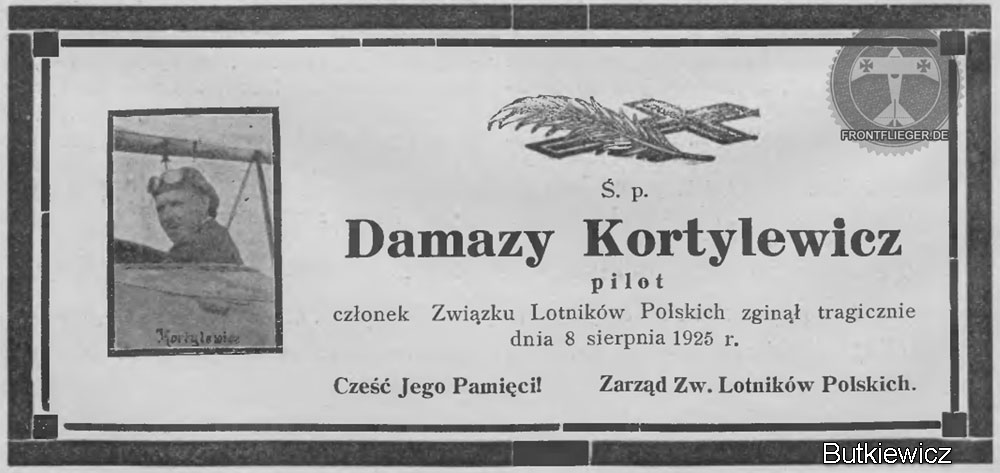 FRONTFLIEGER.DE
Ś. p.
Damazy Kortylewicz
pilot
członek Związku Lotników Polskich zginął tragicznie
dnia 8 sierpnia 1925 r.
Cześć Jego Pamięci! Zarząd Zw. Lotników Polskich.
Kortylewicz
Butkiewicz